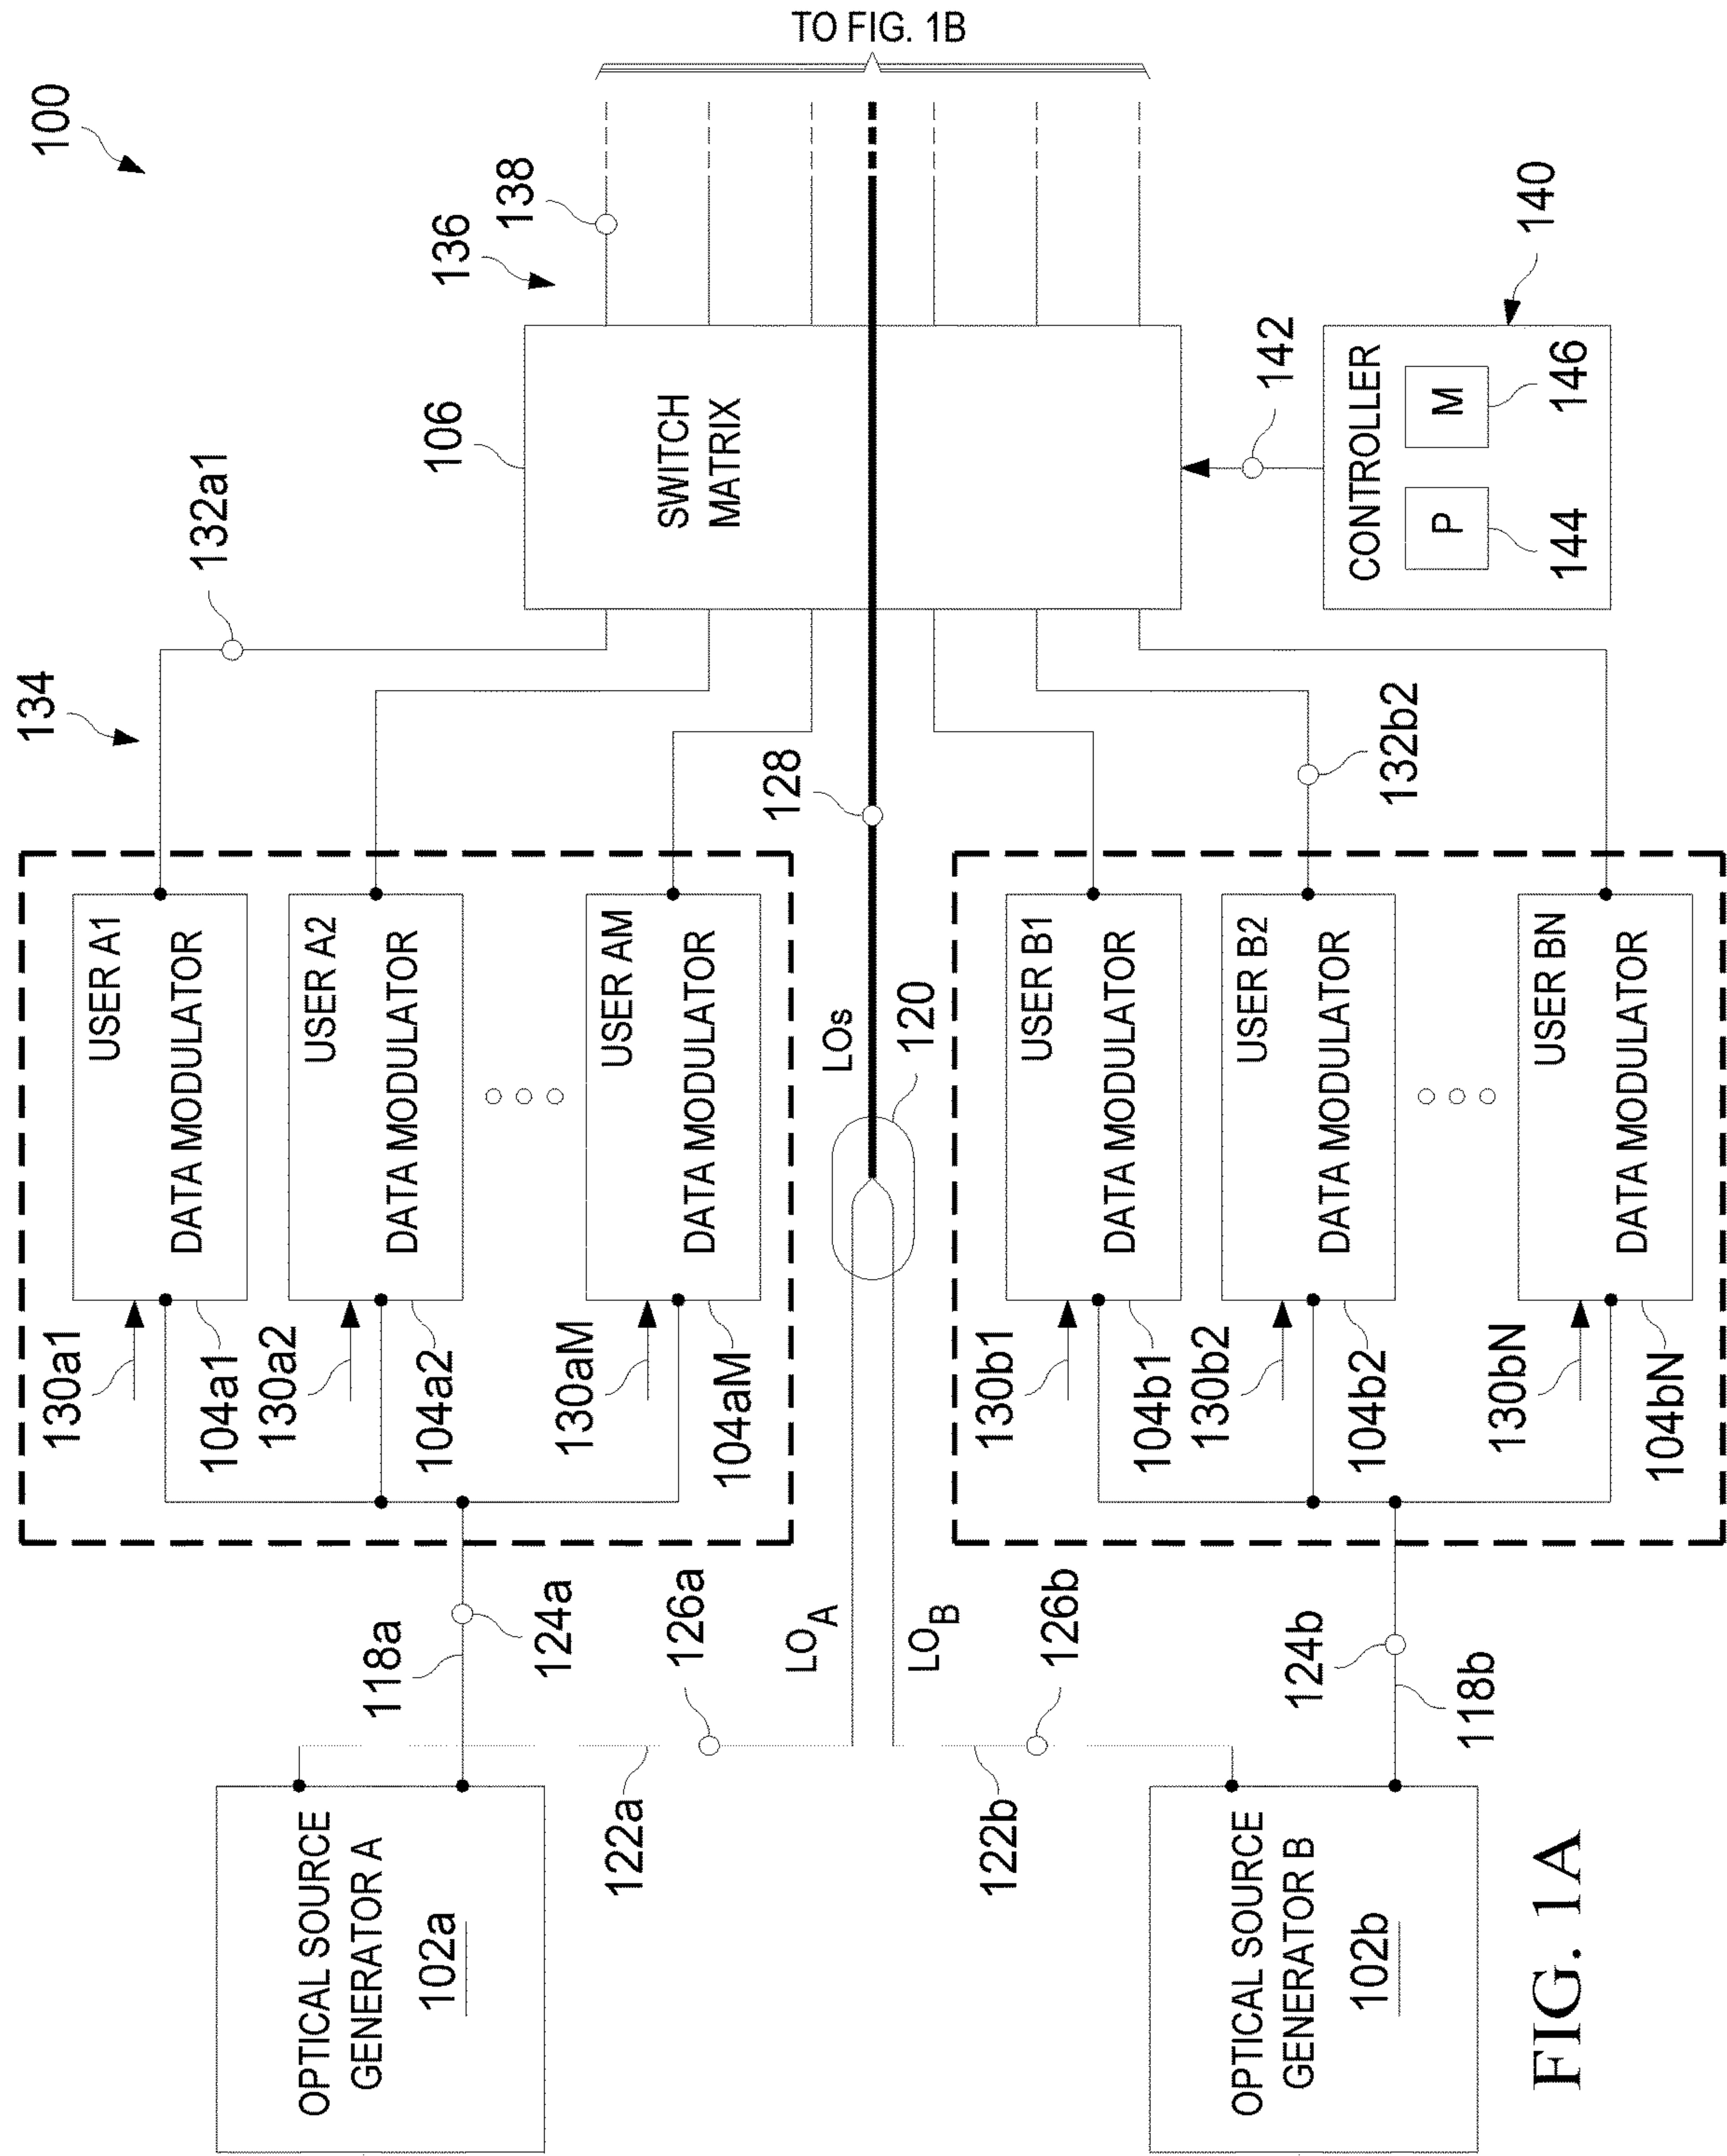 100
TO FIG. 1B
134
132a1
106
136
138
130a1
104a1
USER A1
DATA MODULATOR
130a2
104a2
USER A2
DATA MODULATOR
130aM
104aM
USER AM
DATA MODULATOR
SWITCH
MATRIX
OPTICAL SOURCE
GENERATOR A
102a
118a
124a
122a
126a
LOA
LOB
LOs
120
128
122b
126b
OPTICAL SOURCE
GENERATOR B
102b
124b
118b
130b1
104b1
USER B1
DATA MODULATOR
130b2
104b2
USER B2
DATA MODULATOR
132b2
130bN
104bN
USER BN
DATA MODULATOR
142
140
CONTROLLER
P
M
144
146
FIG. 1A